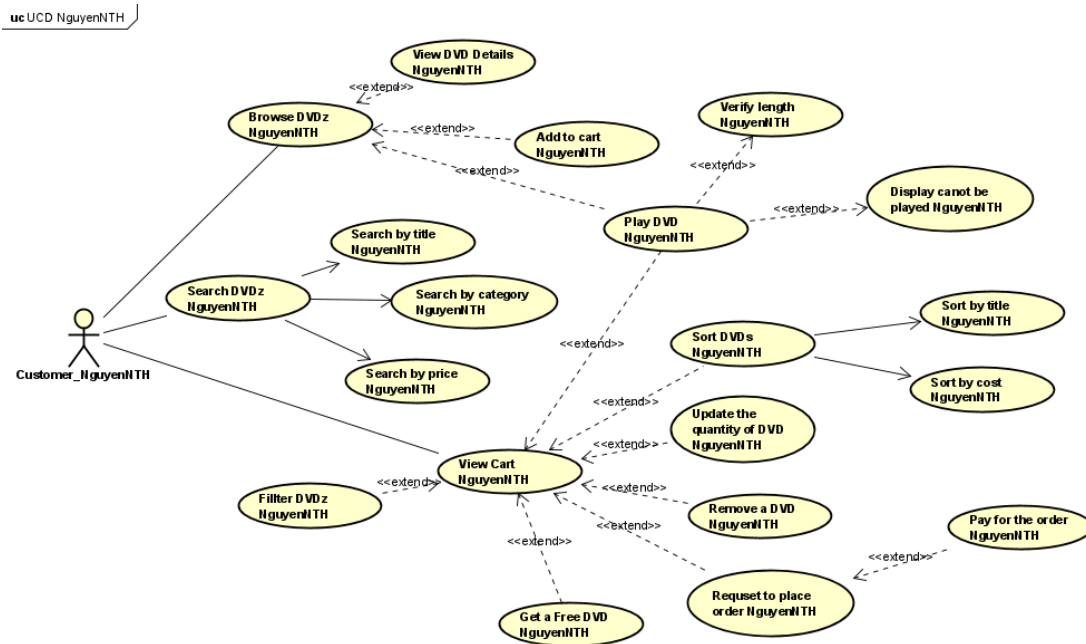 uc UCD NguyenNTH
View DVD Details
NguyenNTH
<<extend>>
Browse DVDz
NguyenNTH
<<extend>>
Add to cart
NguyenNTH
<<extend>>
Verify length
NguyenNTH
<<extend>>
Display canot be
played NguyenNTH
<<extend>>
Play DVD
NguyenNTH
Search by title
NguyenNTH
Search DVDz
NguyenNTH
Search by category
NguyenNTH
Search by price
NguyenNTH
Customer_NguyenNTH
<<extend>>
Sort DVDs
NguyenNTH
Sort by title
NguyenNTH
Sort by cost
NguyenNTH
<<extend>>
Update the
quantity of DVD
NguyenNTH
<<extend>>
View Cart
NguyenNTH
<<extend>>
Fillter DVDz
NguyenNTH
<<extend>>
Remove a DVD
NguyenNTH
<<extend>>
Pay for the order
NguyenNTH
<<extend>>
<<extend>>
Requset to place
order NguyenNTH
Get a Free DVD
NguyenNTH